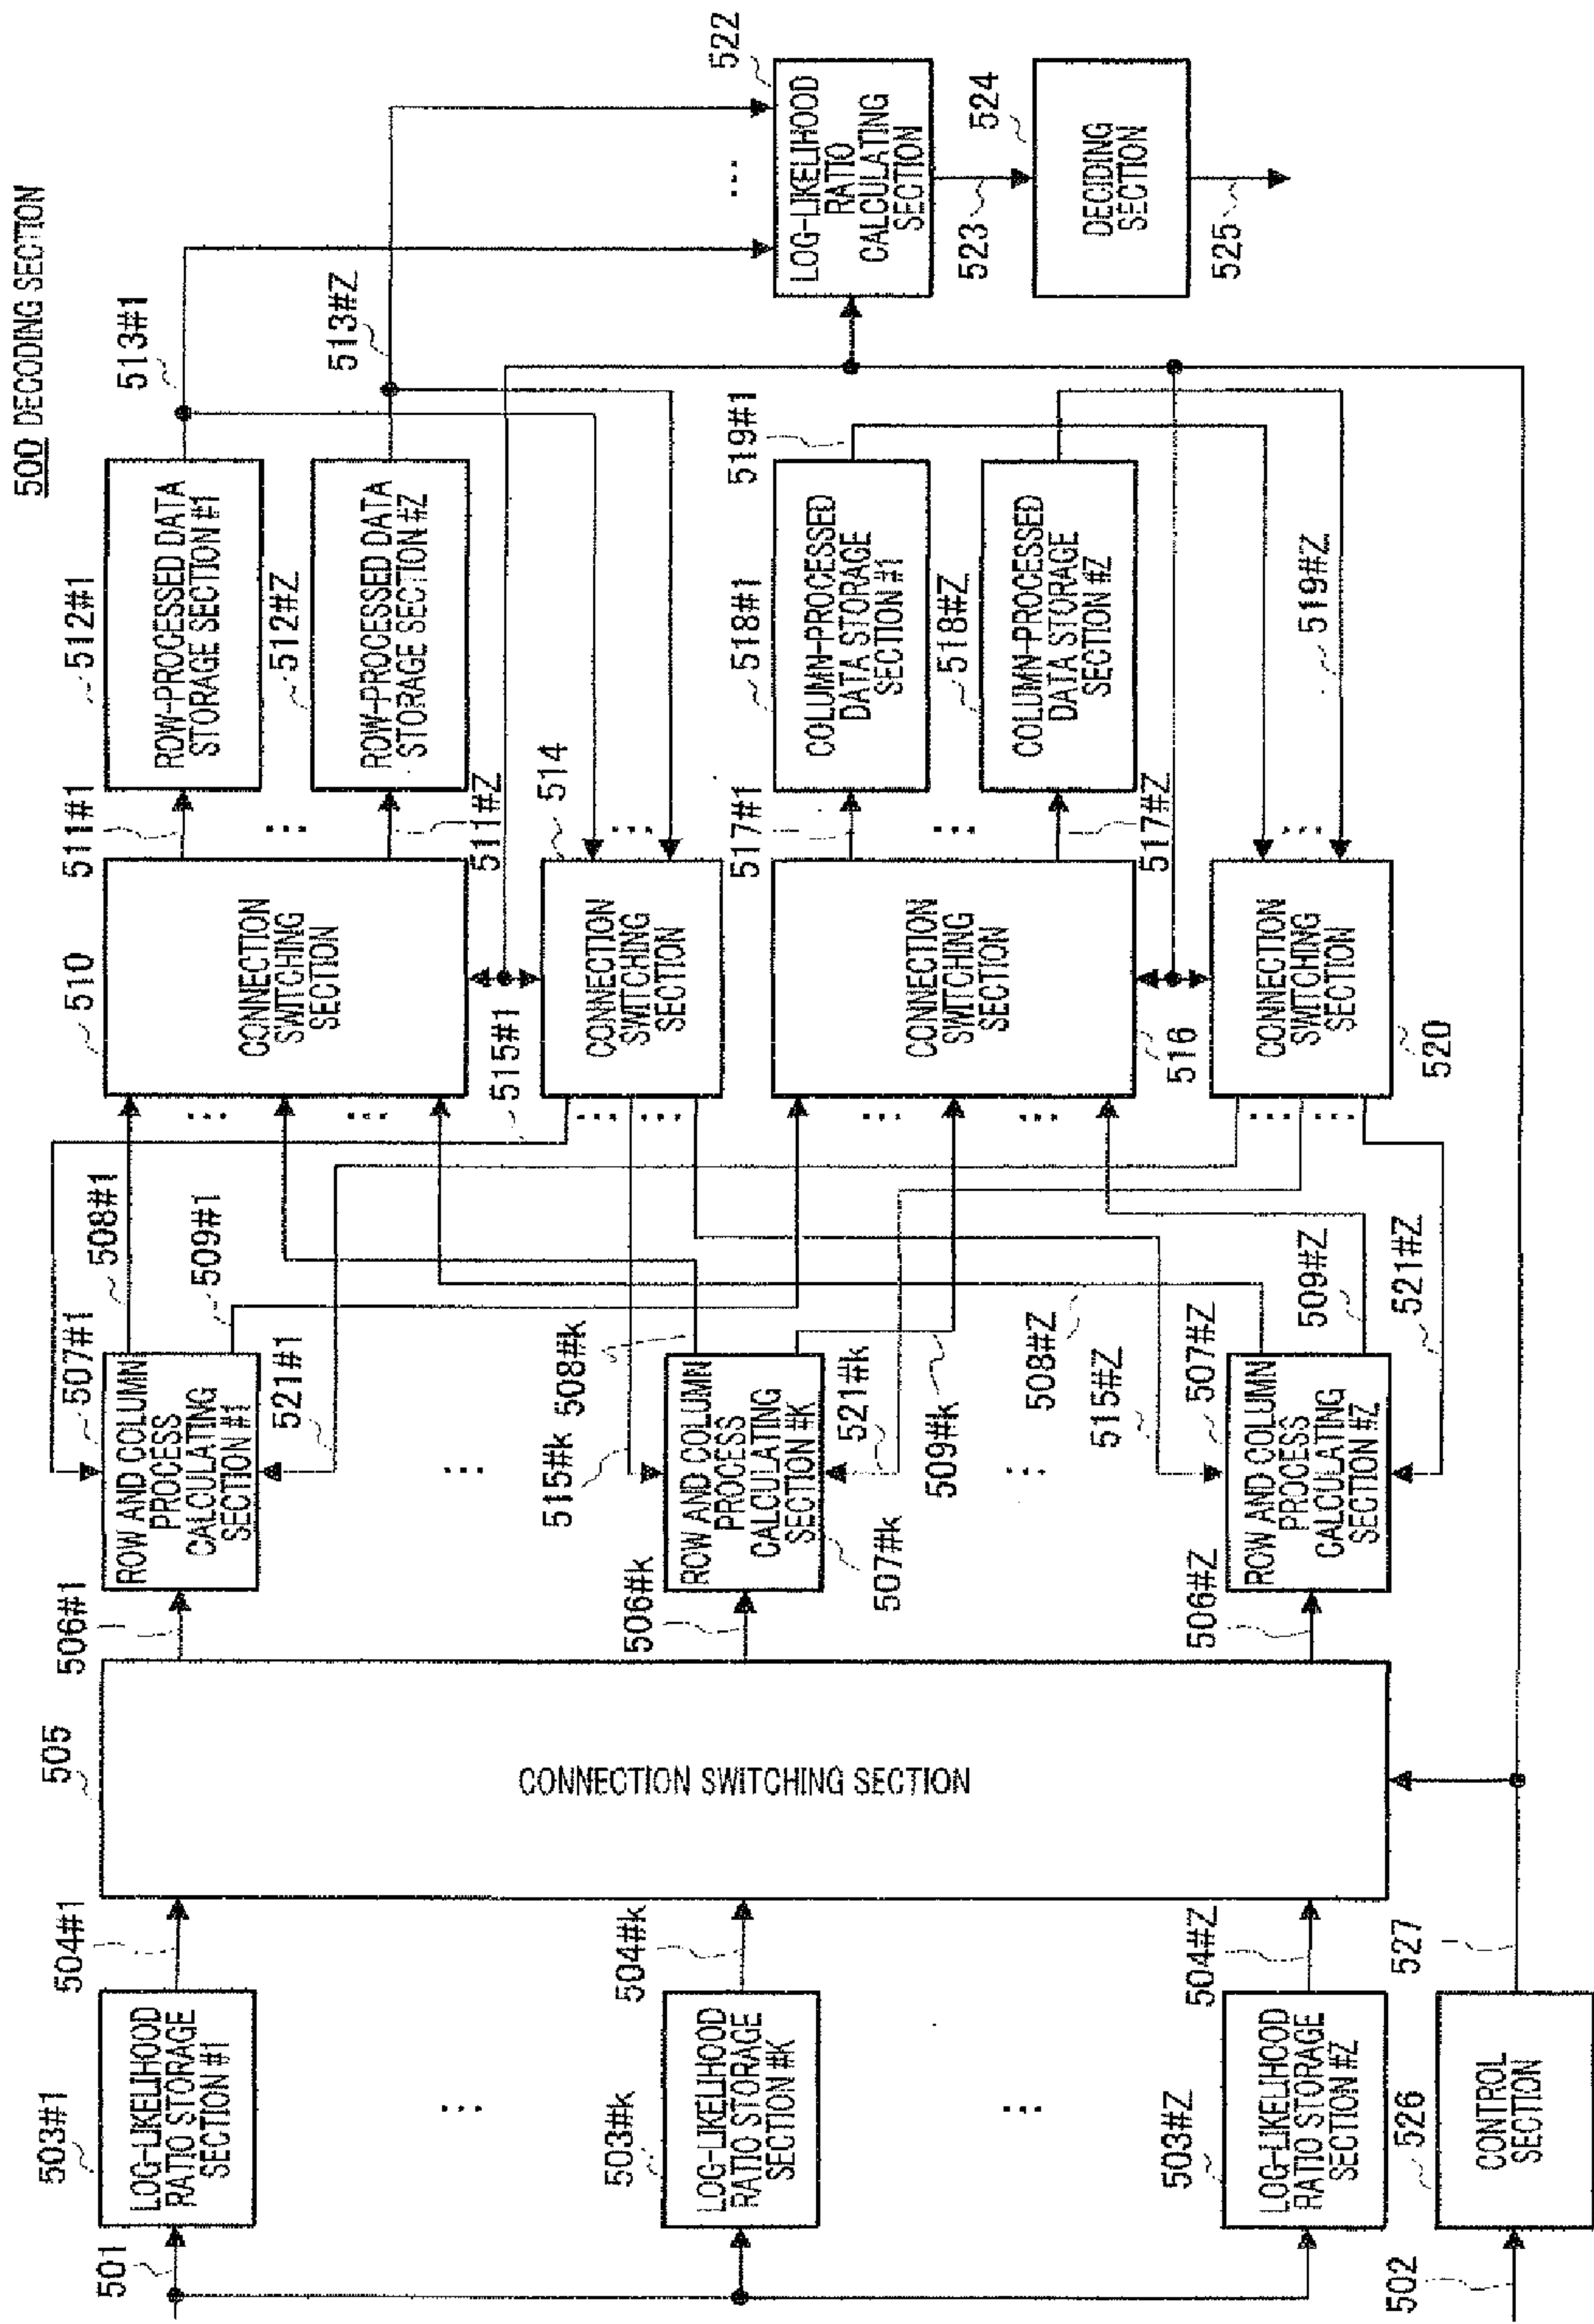 500 DECODING SECTION
501
502
503#1
LOG-LIKELIHOOD
RATIO STORAGE
SECTION #1
503#k
LOG-LIKELIHOOD
RATIO STORAGE
SECTION #K
503#Z
LOG-LIKELIHOOD
RATIO STORAGE
SECTION #Z
526
CONTROL
SECTION
504#1
504#k
504#Z
527
505
CONNECTION SWITCHING SECTION
506#1
506#k
506#Z
507#1
ROW AND COLUMN
PROCESS
CALCULATING
SECTION #1
ROW AND COLUMN
PROCESS
CALCULATING
SECTION #K
507#k
507#Z
ROW AND COLUMN
PROCESS
CALCULATING
SECTION #Z
508#1
509#1
521#1
515#k
508#k
521#k
509#k
508#Z
515#Z
509#Z
521#Z
510
CONNECTION
SWITCHING
SECTION
515#1
514
CONNECTION
SWITCHING
SECTION
CONNECTION
SWITCHING
SECTION
516
CONNECTION
SWITCHING
SECTION
520
511#1
511#Z
517#1
517#Z
512#1
ROW-PROCESSED DATA
STORAGE SECTION #1
512#Z
ROW-PROCESSED DATA
STORAGE SECTION #Z
518#1
COLUMN-PROCESSED
DATA STORAGE
SECTION #1
518#Z
COLUMN-PROCESSED
DATA STORAGE
SECTION #Z
513#1
513#Z
519#1
519#Z
522
LOG-LIKELIHOOD
RATIO
CALCULATING
SECTION
523
524
DECIDING
SECTION
525